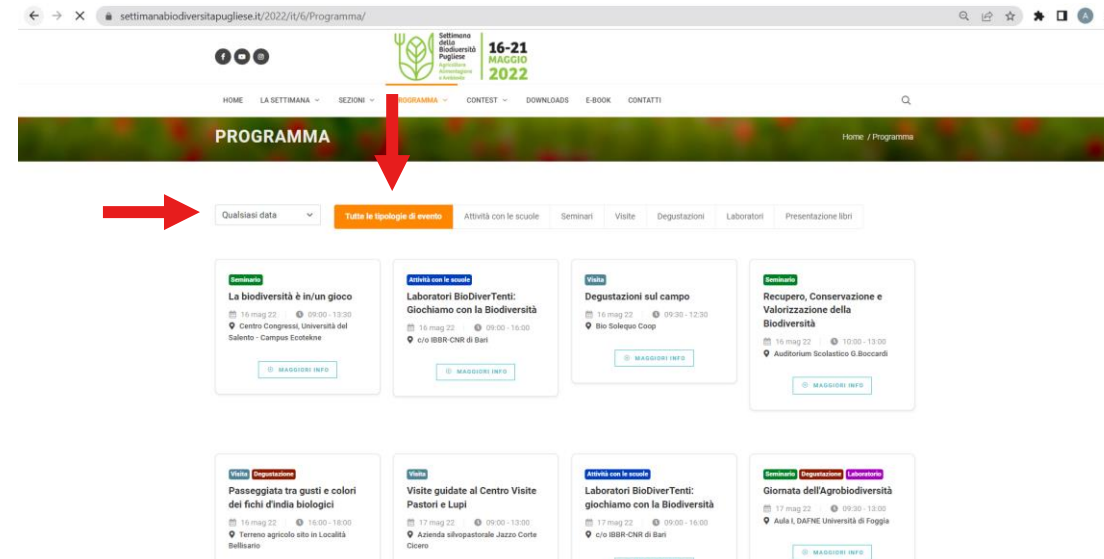 settimanabiodiversitapugliese.it/2022/it/6/Programma/
A
Settimana
della
Biodiversità
Pugliese
Agricoltura
Alimentazione
e Ambiente
16-21
MAGGIO
2022
HOME LA SETTIMANA SEZIONI PROGRAMMA CONTEST DOWNLOADS E-BOOK CONTATTI
PROGRAMMA
Home / Programma
Qualsiasi data
Tutte le tipologie di evento Attività con le scuole Seminari Visite Degustazioni Laboratori Presentazione libri
Seminario
La biodiversità è in/un gioco
16 mag 22 09:00 - 13:30
Centro Congressi, Università del
Salento - Campus Ecotekne
MAGGIORI INFO
Attività con le scuole
Laboratori BioDiverTenti:
Giochiamo con la Biodiversità
16 mag 22 09:00 - 16:00
c/o IBBR-CNR di Bari
MAGGIORI INFO
Visita
Degustazioni sul campo
16 mag 22 09:30 - 12:30
Bio Solequo Coop
MAGGIORI INFO
Seminario
Recupero, Conservazione e
Valorizzazione della
Biodiversità
16 mag 22 10:00 - 13:00
Auditorium Scolastico G.Boccardi
MAGGIORI INFO
Visita Degustazione
Passeggiata tra gusti e colori
dei fichi d'india biologici
16 mag 22 16:00 - 18:00
Terreno agricolo sito in Località
Bellisario
Visita
Visite guidate al Centro Visite
Pastori e Lupi
17 mag 22 09:00 - 13:00
Azienda silvopastorale Jazzo Corte
Cicero
Attività con le scuole
Laboratori BioDiverTenti:
giochiamo con la Biodiversità
17 mag 22 09:00 - 16:00
c/o IBBR-CNR di Bari
Seminario Degustazione Laboratorio
Giornata dell'Agrobiodiversità
17 mag 22 09:30 - 13:00
Aula I, DAFNE Università di Foggia
MAGGIORI INFO